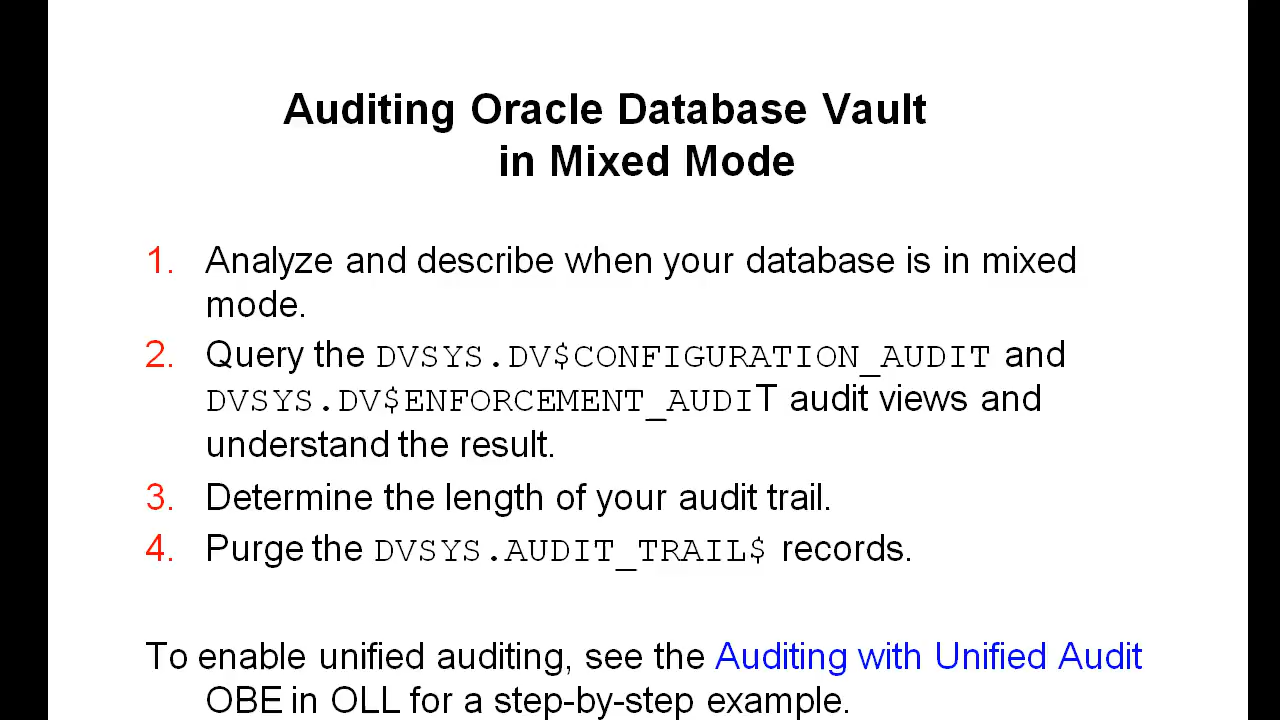 Auditing Oracle Database Vault
in Mixed Mode
1. Analyze and describe when your database is in mixed
mode.
2. Query the DVSYS.DV$CONFIGURATION_AUDIT and
DVSYS.DV$ENFORCEMENT_AUDIT audit views and
understand the result.
3. Determine the length of your audit trail.
4. Purge the DVSYS.AUDIT_TRAIL$ records.
To enable unified auditing, see the Auditing with Unified Audit
OBE in OLL for a step-by-step example.